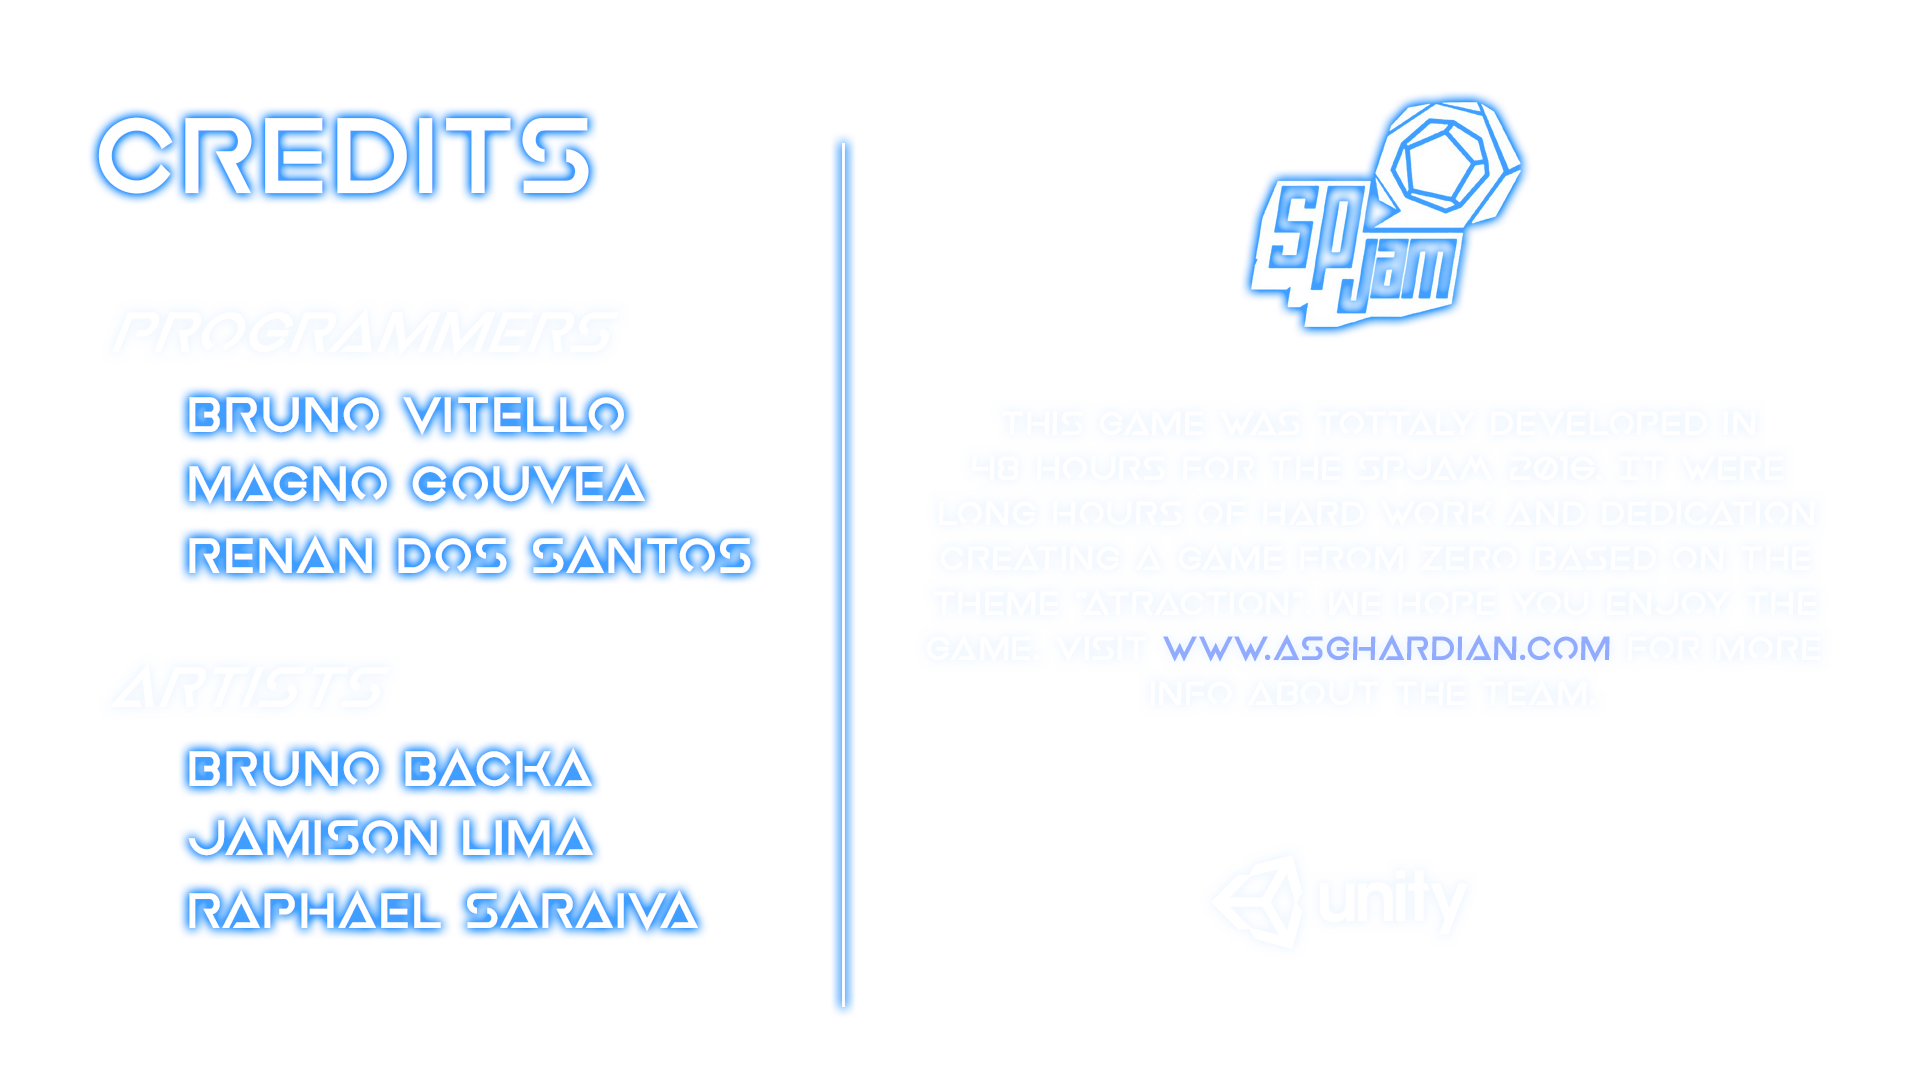 CREDITS
PROGRAMMERS
BRUNO VITELLO
MAGNO GOUVEA
RENAN DOS SANTOS
ARTISTS
BRUNO BACKA
JAMISON LIMA
RAPHAEL SARAIVA
SPJam
THIS GAME WAS TOTTALY DEVELOPED IN
48 HOURS FOR THE SPJAM 2016. IT WERE
LONG HOURS OF HARD WORK AND DEDICATION
CREATING A GAME FROM ZERO BASED ON THE
THEME "ATRACTION". WE HOPE YOU ENJOY THE
GAME. VISIT WWW.ASGHARDIAN.COM FOR MORE
INFO ABOUT THE TEAM.
unity